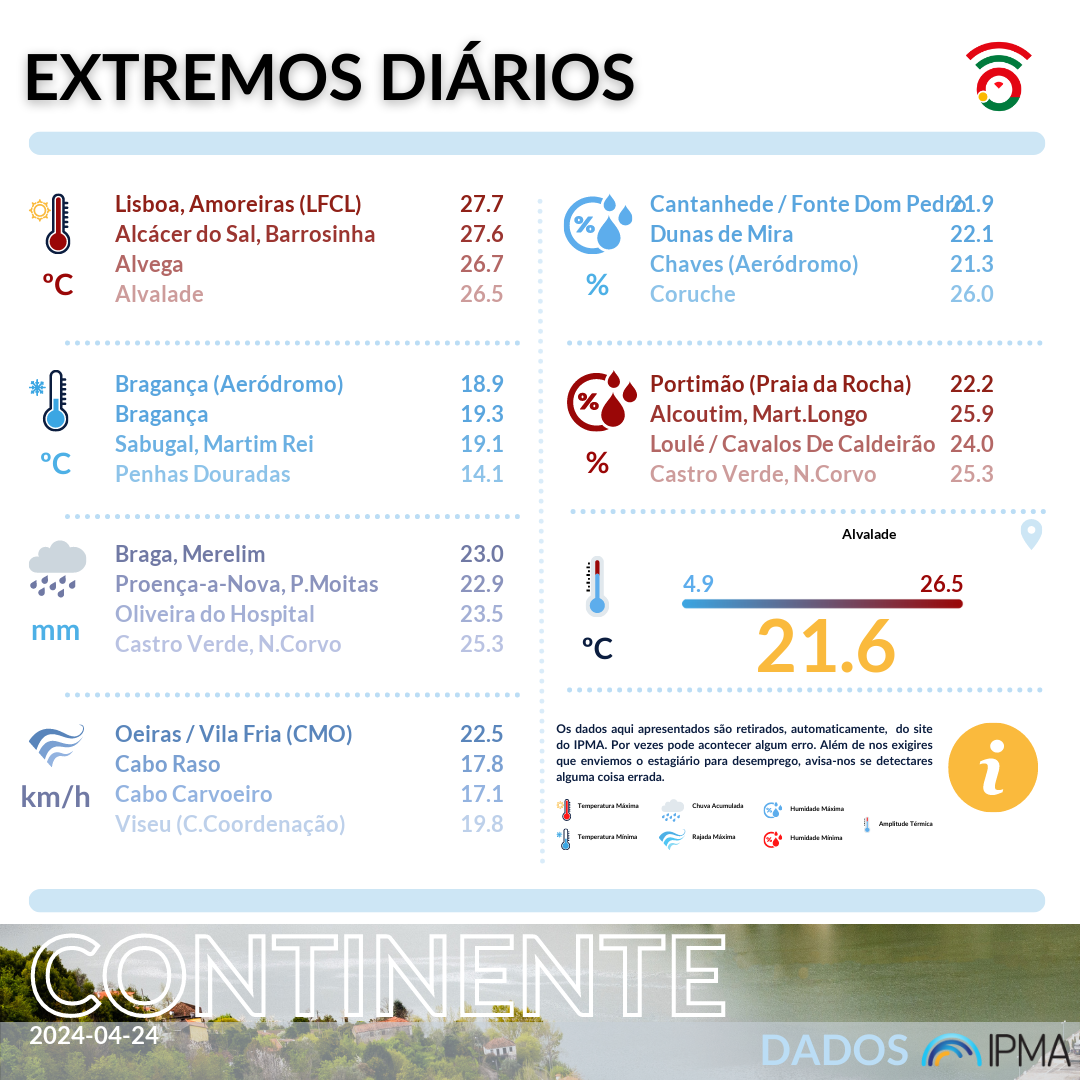 EXTREMOS DIÁRIOS
Lisboa, Amoreiras (LFCL) 27.7
Alcácer do Sal, Barrosinha 27.6
Alvega 26.7
Alvalade 26.5
ºC
Bragança (Aeródromo) 18.9
Bragança 19.3
Sabugal, Martim Rei 19.1
Penhas Douradas 14.1
ºC
Braga, Merelim 23.0
Proença-a-Nova, P.Moitas 22.9
Oliveira do Hospital 23.5
Castro Verde, N.Corvo 25.3
mm
Oeiras / Vila Fria (CMO) 22.5
Cabo Raso 17.8
Cabo Carvoeiro 17.1
Viseu (C.Coordenação) 19.8
km/h
Cantanhede / Fonte Dom Pedro 21.9
Dunas de Mira 22.1
Chaves (Aeródromo) 21.3
Coruche 26.0
%
%
Portimão (Praia da Rocha) 22.2
Alcoutim, Mart.Longo 25.9
Loulé / Cavalos De Caldeirão 24.0
Castro Verde, N.Corvo 25.3
%
%
Alvalade
4.9 26.5
21.6
ºC
Os dados aqui apresentados são retirados, automaticamente, do site
do IPMA. Por vezes pode acontecer algum erro. Além de nos exigires
que enviemos o estagiário para desemprego, avisa-nos se detectares
alguma coisa errada.
i
Temperatura Máxima Chuva Acumulada Humidade Máxima
Amplitude Térmica
Temperatura Mínima Rajada Máxima Humidade Mínima
CONTINENTE
2024-04-24
DADOS IPMA